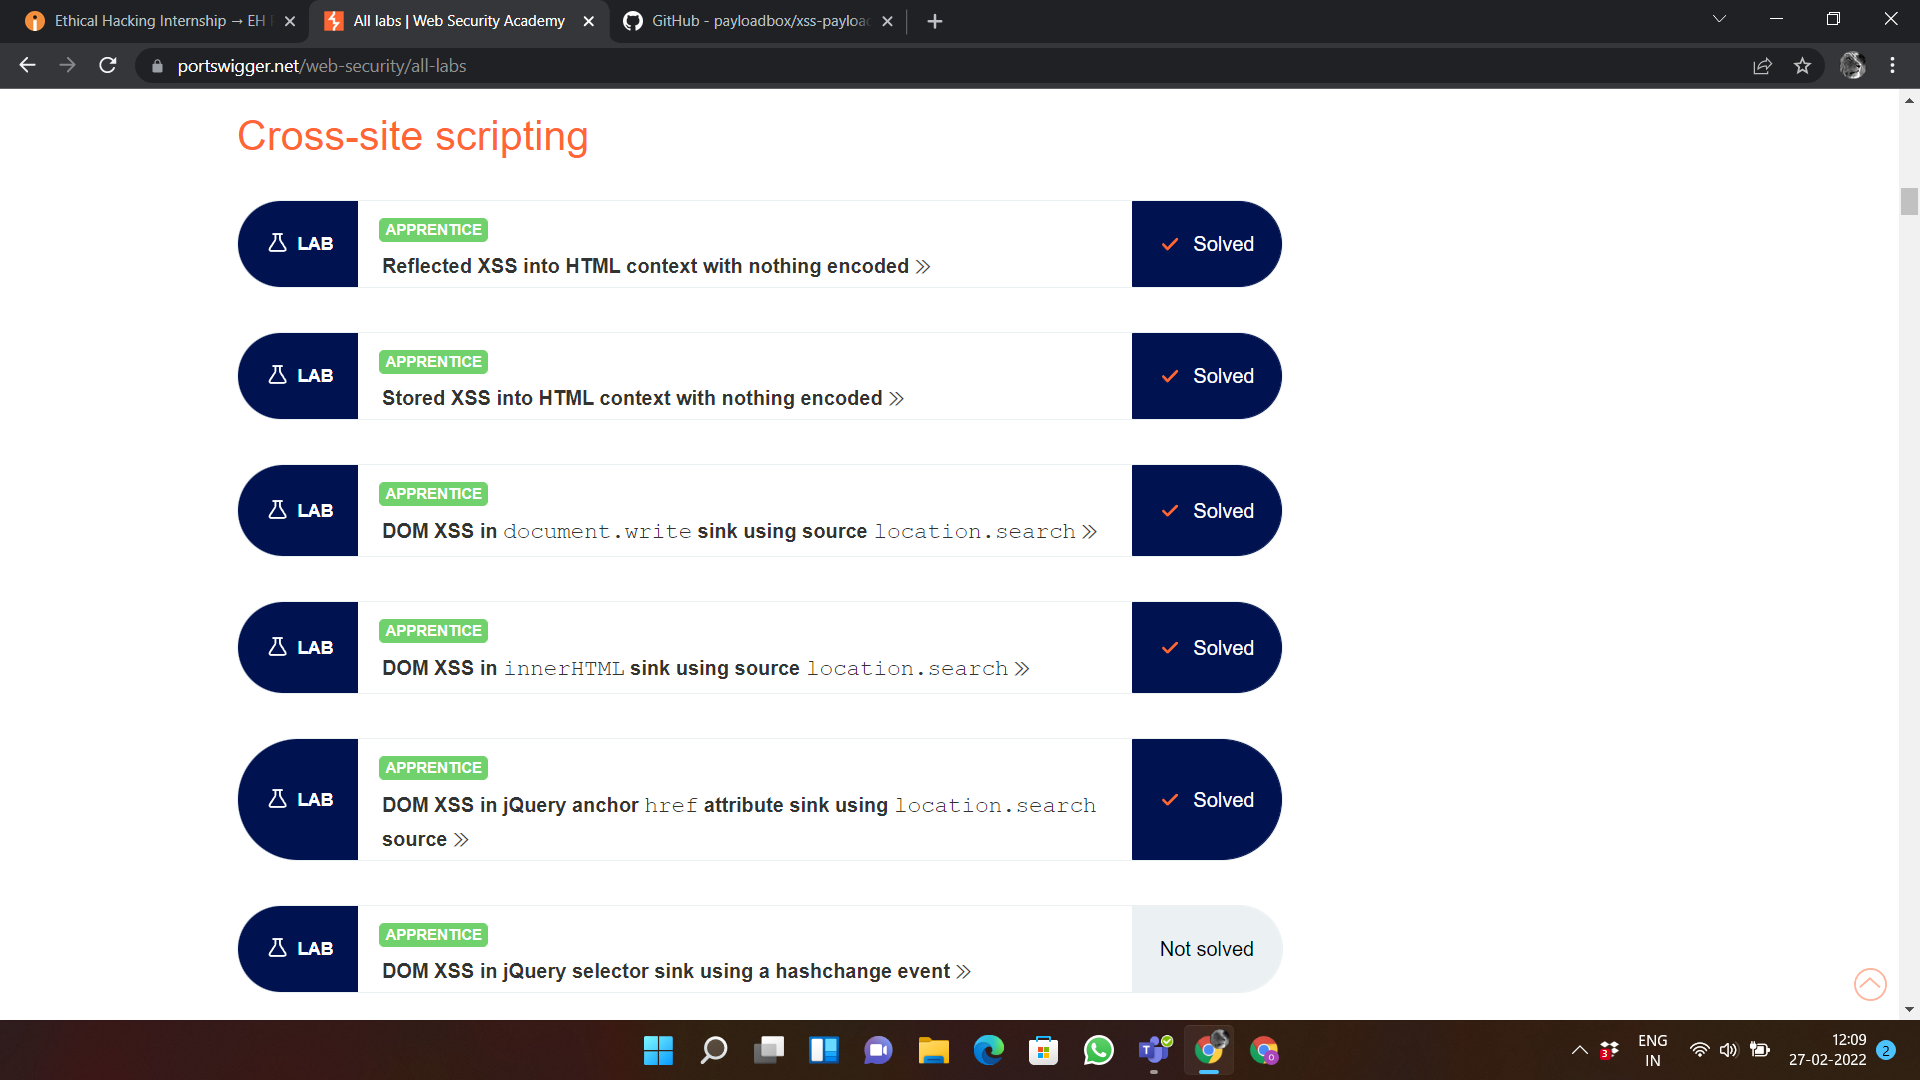 Ethical Hacking Internship → EH
All labs | Web Security Academy
GitHub - payloadbox/xss-payloa
portswigger.net/web-security/all-labs
Cross-site scripting
LAB
APPRENTICE
Reflected XSS into HTML context with nothing encoded
Solved
LAB
APPRENTICE
Stored XSS into HTML context with nothing encoded
Solved
LAB
APPRENTICE
DOM XSS in document.write sink using source location.search
Solved
LAB
APPRENTICE
DOM XSS in innerHTML sink using source location.search
Solved
LAB
APPRENTICE
DOM XSS in jQuery anchor href attribute sink using location.search
source
Solved
LAB
APPRENTICE
DOM XSS in jQuery selector sink using a hashchange event
Not solved
3
ENG
IN
12:09
27-02-2022
2